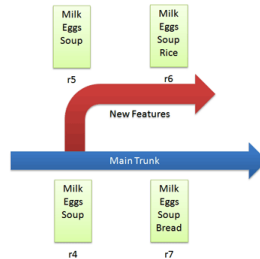 Milk
Eggs
Soup
r5
Milk
Eggs
Soup
Rice
r6
New Features
Main Trunk
Milk
Eggs
Soup
r4
Milk
Eggs
Soup
Bread
r7